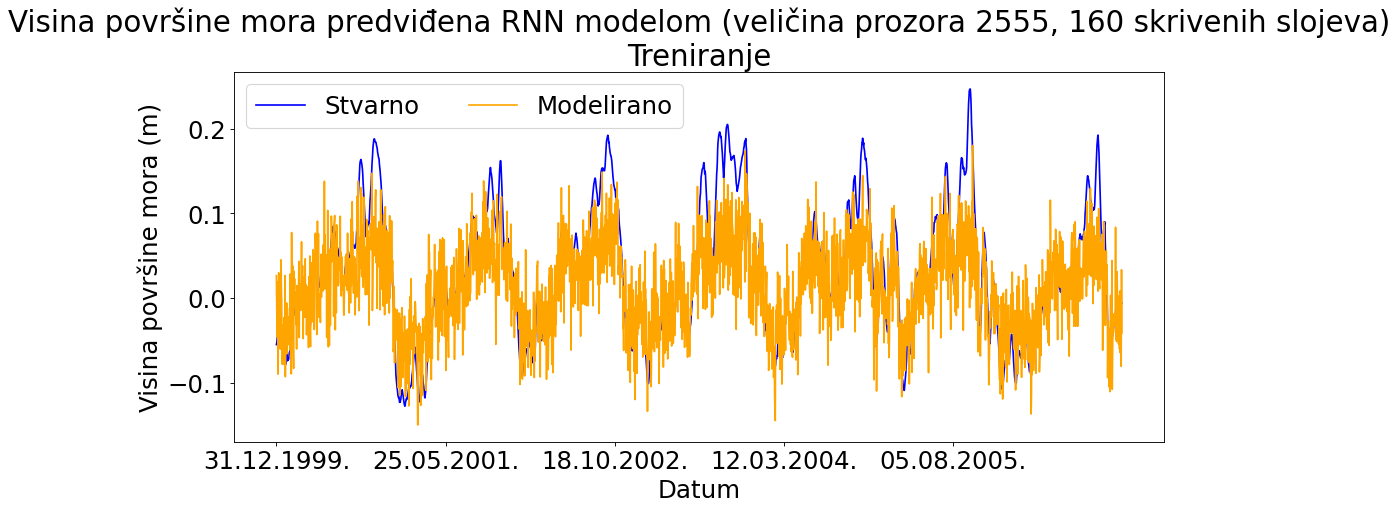 Visina površine mora predviđena RNN modelom (veličina prozora 2555, 160 skrivenih slojeva)
Treniranje
Stvarno Modelirano
Visina površine mora (m)
0.2
0.1
0.0
−0.1
31.12.1999. 25.05.2001. 18.10.2002. 12.03.2004. 05.08.2005.
Datum